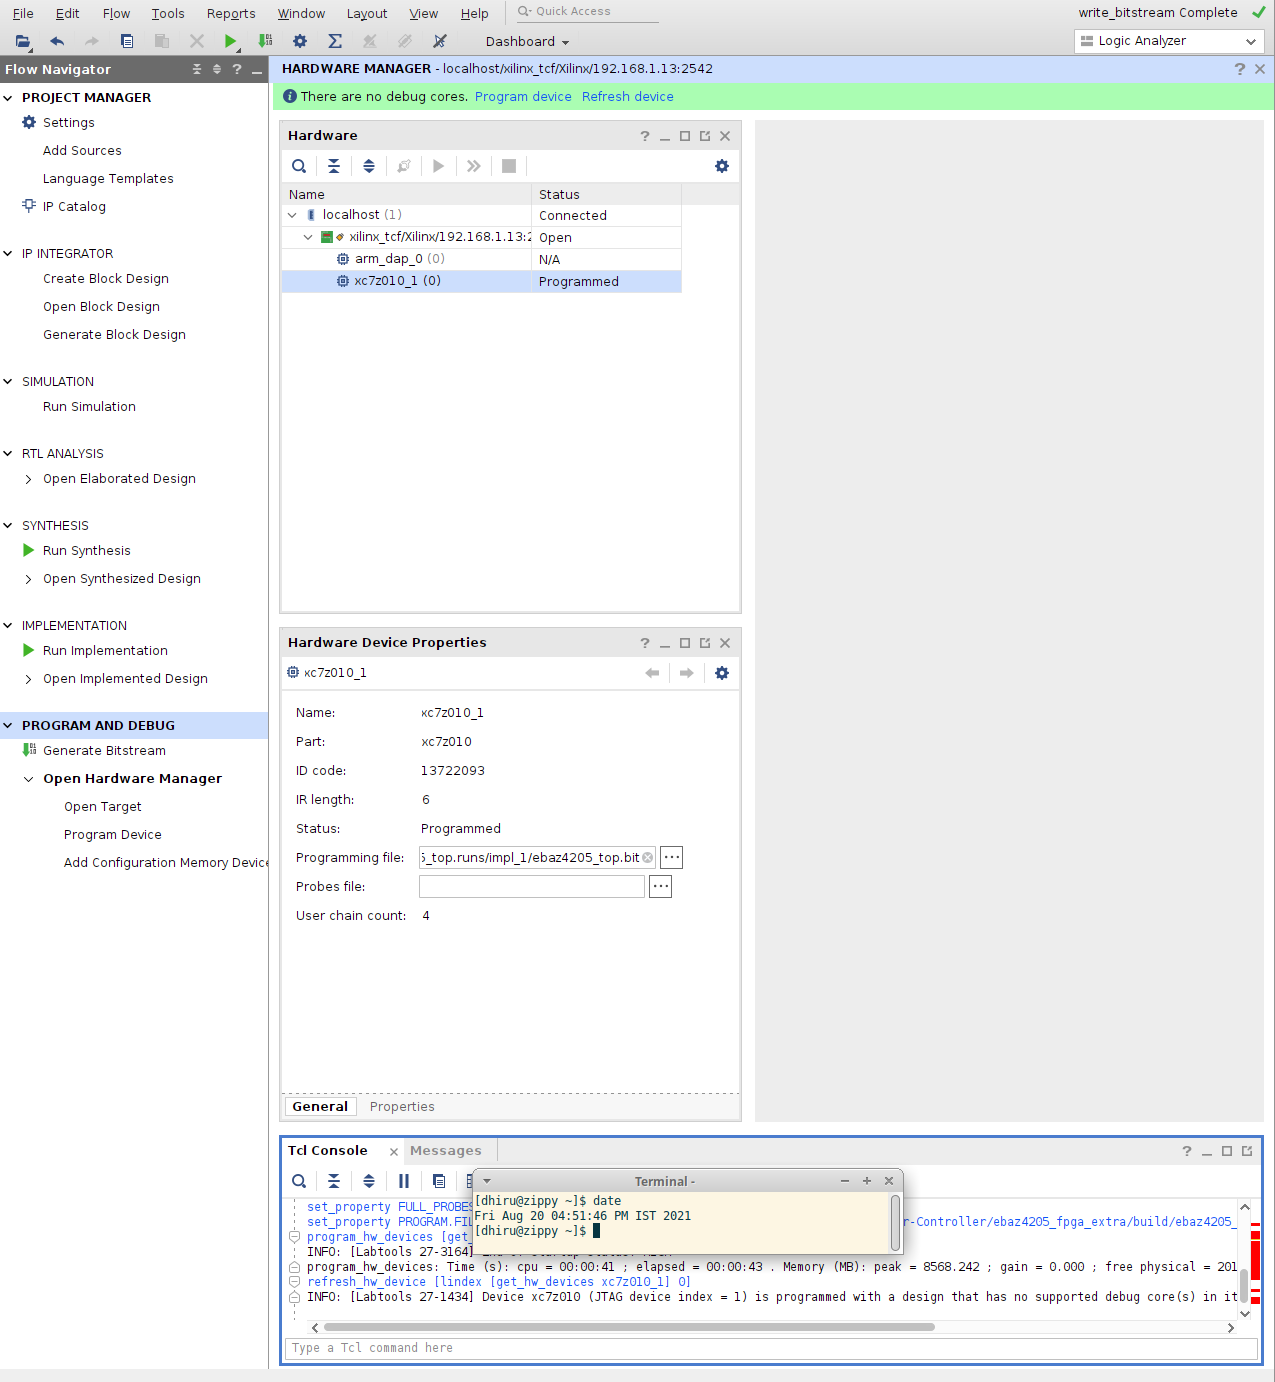 File Edit Flow Tools Reports Window Layout View Help Quick Access write_bitstream Complete
Dashboard Logic Analyzer
Flow Navigator
PROJECT MANAGER
Settings
Add Sources
Language Templates
IP Catalog
IP INTEGRATOR
Create Block Design
Open Block Design
Generate Block Design
SIMULATION
Run Simulation
RTL ANALYSIS
Open Elaborated Design
SYNTHESIS
Run Synthesis
Open Synthesized Design
IMPLEMENTATION
Run Implementation
Open Implemented Design
PROGRAM AND DEBUG
Generate Bitstream
Open Hardware Manager
Open Target
Program Device
Add Configuration Memory Device
HARDWARE MANAGER - localhost/xilinx_tcf/Xilinx/192.168.1.13:2542
There are no debug cores. Program device Refresh device
Hardware
Name Status
localhost (1) Connected
xilinx_tcf/Xilinx/192.168.1.13:2 Open
arm_dap_0 (0) N/A
xc7z010_1 (0) Programmed
Hardware Device Properties
xc7z010_1
Name: xc7z010_1
Part: xc7z010
ID code: 13722093
IR length: 6
Status: Programmed
Programming file: 5_top.runs/impl_1/ebaz4205_top.bit
Probes file:
User chain count: 4
General Properties
Tcl Console Messages
Terminal -
[dhiru@zippy ~]$ date
Fri Aug 20 04:51:46 PM IST 2021
[dhiru@zippy ~]$
set_property FULL_PROBES
set_property PROGRAM.FIL r-Controller/ebaz4205_fpga_extra/build/ebaz4205_
program_hw_devices [get_
INFO: [Labtools 27-3164]
program_hw_devices: Time (s): cpu = 00:00:41 ; elapsed = 00:00:43 . Memory (MB): peak = 8568.242 ; gain = 0.000 ; free physical = 201
refresh_hw_device [lindex [get_hw_devices xc7z010_1] 0]
INFO: [Labtools 27-1434] Device xc7z010 (JTAG device index = 1) is programmed with a design that has no supported debug core(s) in it
Type a Tcl command here